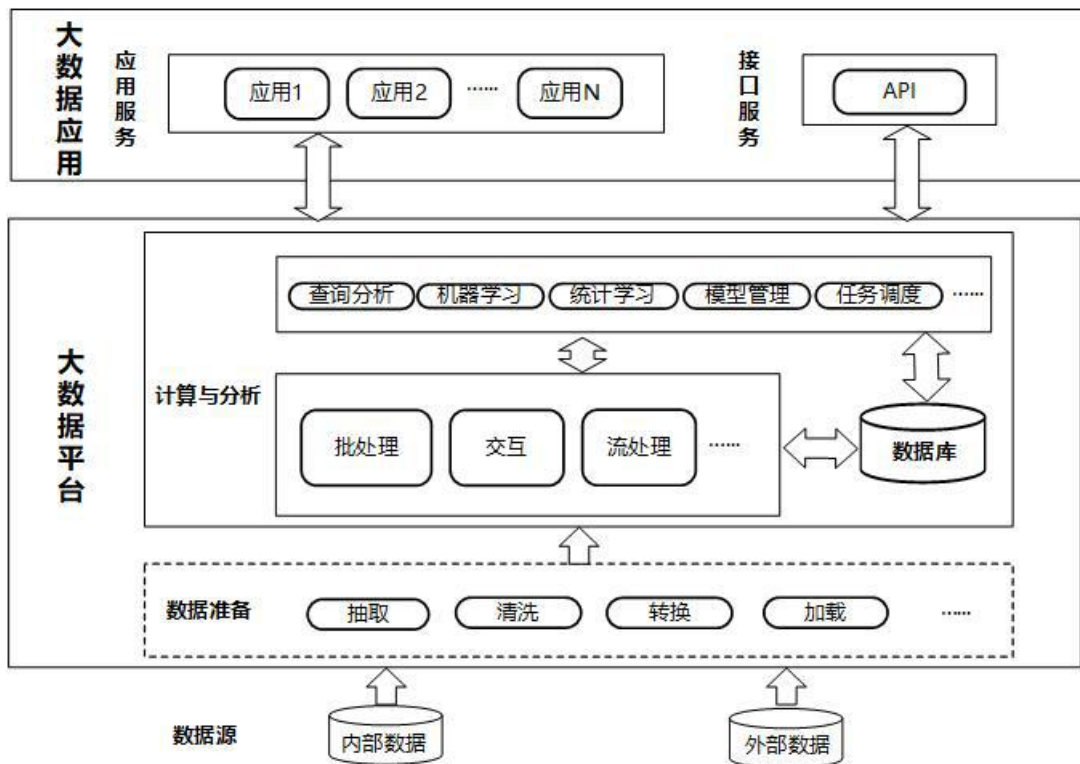 大数据应用
应用服务
应用1 应用2 …… 应用N
接口服务
API
大数据平台
计算与分析
查询分析 机器学习 统计学习 模型管理 任务调度 ……
批处理 交互 流处理 ……
数据库
数据准备
抽取 清洗 转换 加载 ……
数据源
内部数据 外部数据